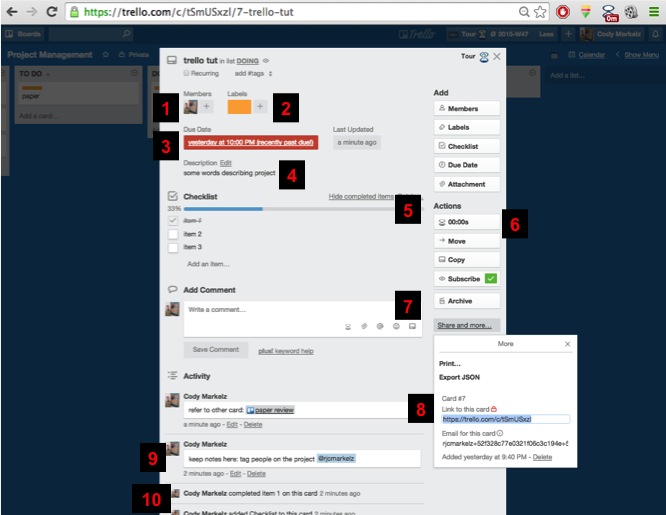 https://trello.com/c/tSmUSxzl/7-trello-tut
0m
Boards
Trello
Tour @ 2015-W47 Less + Cody Markelz
Project Management Private
Calendar Show Menu
TO DO
paper
Add a card...
DOING
Add a list...
trello tut in list DOING
Tour
Recurring add #tags
Members Labels
1 2
Due Date Last Updated
3 yesterday at 10:00 PM (recently past due!) a minute ago
Description Edit
some words describing project
4
Checklist Hide completed items
33% 5
item 1
item 2
item 3
Add an item...
Add Comment
Write a comment...
7
Save Comment plus! keyword help
Activity
Cody Markelz
refer to other card: paper review
a minute ago - Edit - Delete
9 Cody Markelz
keep notes here: tag people on the project @rjcmarkelz
2 minutes ago - Edit - Delete
10 Cody Markelz completed item 1 on this card 2 minutes ago
Cody Markelz added Checklist to this card 2 minutes ago
Add
Members
Labels
Checklist
Due Date
Attachment
Actions
00:00s 6
Move
Copy
Subscribe
Archive
Share and more...
More
Print...
Export JSON
Card #7
8 Link to this card
https://trello.com/c/tSmUSxzl
Email for this card
rjcmarkelz+52f328c77e0321f06c3c194e+5
Added yesterday at 9:40 PM - Delete